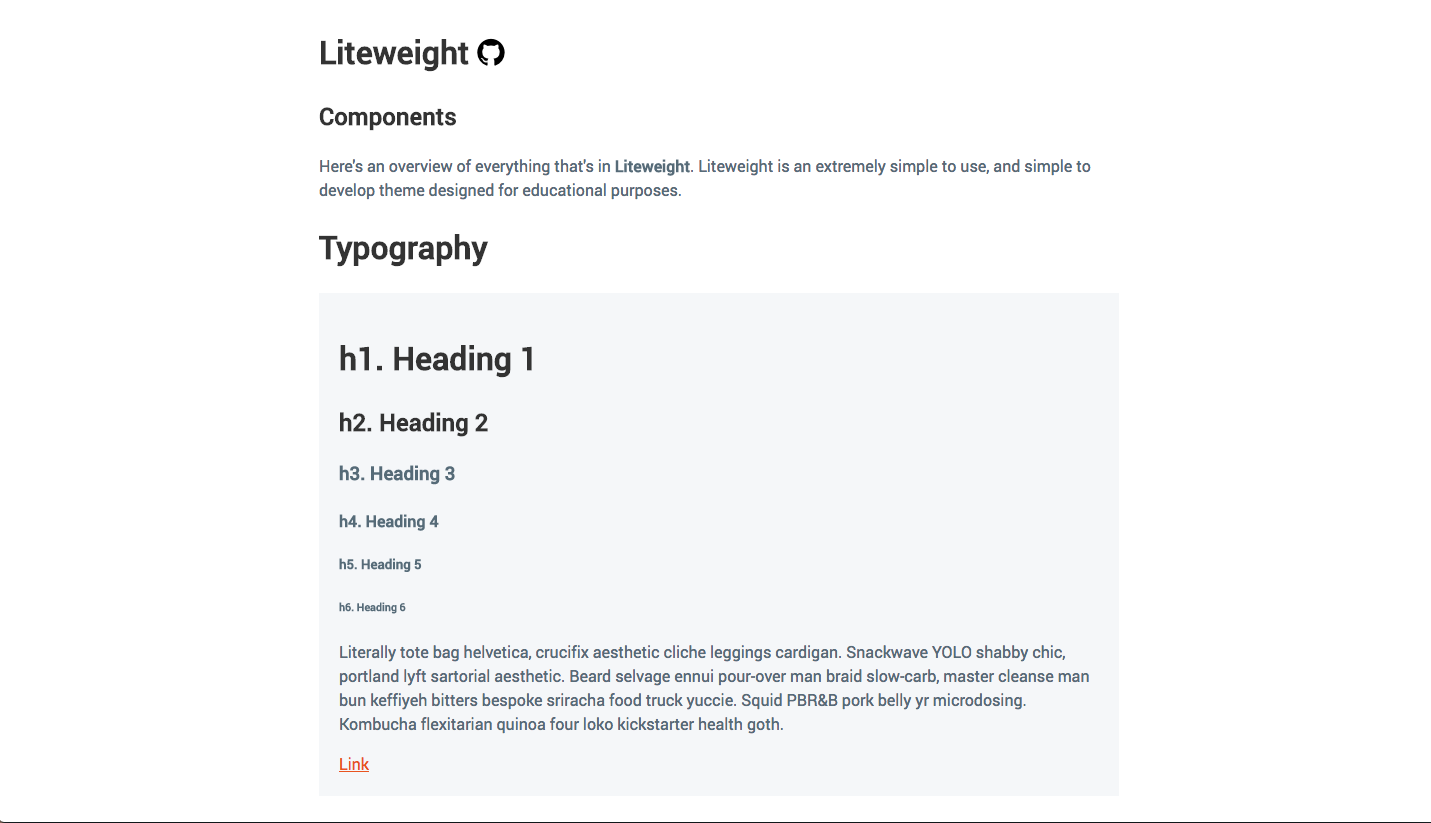 Liteweight
Components
Here's an overview of everything that's in Liteweight. Liteweight is an extremely simple to use, and simple to
develop theme designed for educational purposes.
Typography
h1. Heading 1
h2. Heading 2
h3. Heading 3
h4. Heading 4
h5. Heading 5
h6. Heading 6
Literally tote bag helvetica, crucifix aesthetic cliche leggings cardigan. Snackwave YOLO shabby chic,
portland lyft sartorial aesthetic. Beard selvage ennui pour-over man braid slow-carb, master cleanse man
bun keffiyeh bitters bespoke sriracha food truck yuccie. Squid PBR&B pork belly yr microdosing.
Kombucha flexitarian quinoa four loko kickstarter health goth.
Link